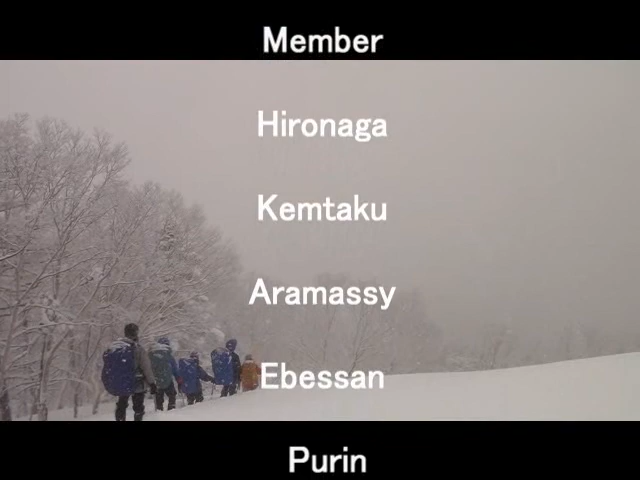 Member
Hironaga
Kemtaku
Aramassy
Ebessan
Purin